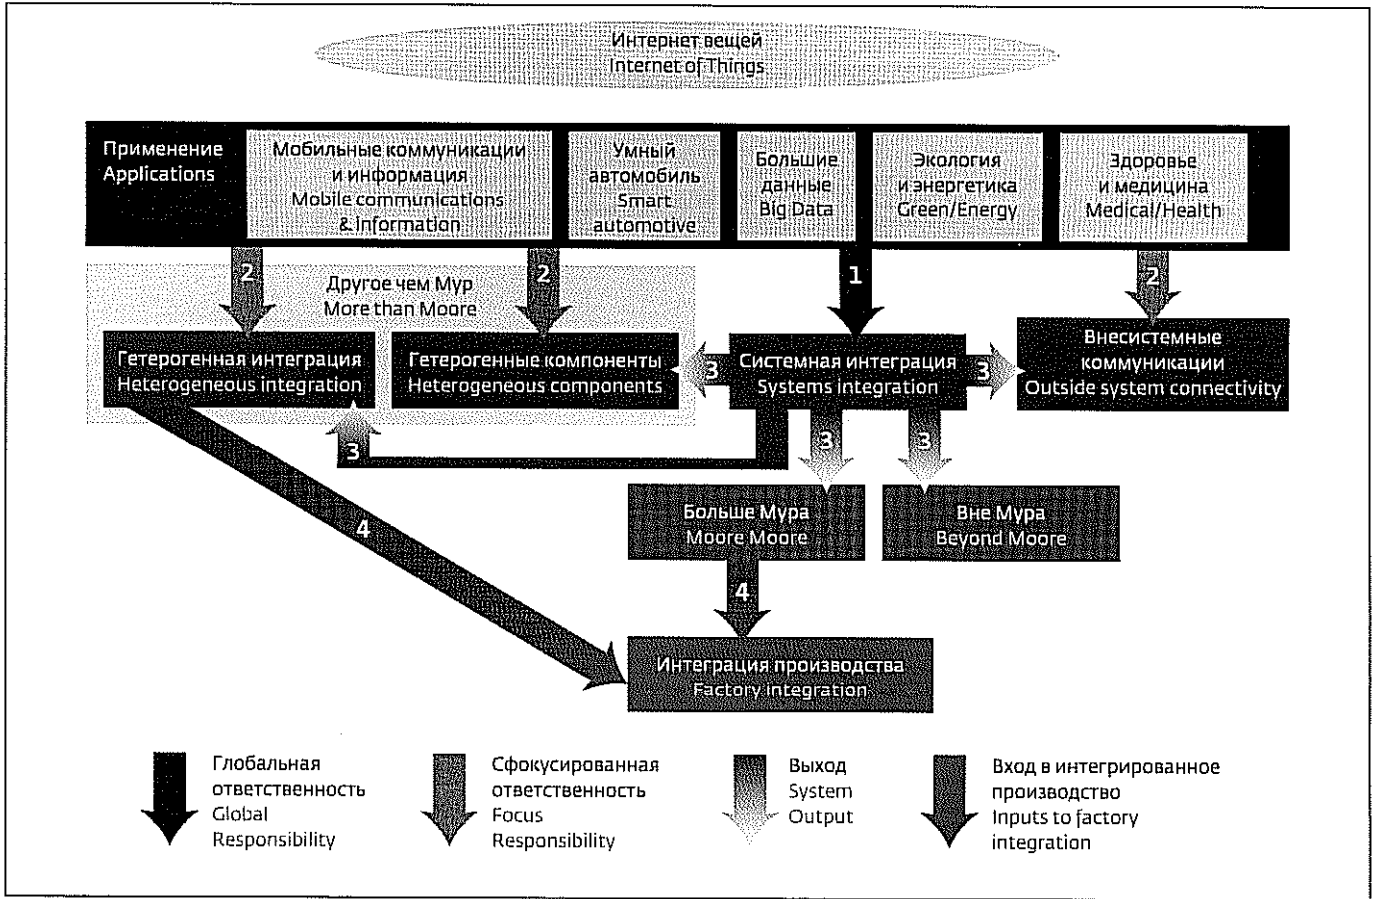 Интернет вещей
Internet of Things
Применение
Applications
Мобильные коммуникации
и информация
Mobile communications
& Information
Умный
автомобиль
Smart
automotive
Большие
данные
Big Data
Экология
и энергетика
Green/Energy
Здоровье
и медицина
Medical/Health
2
2
1
2
Другое чем Мур
More than Moore
Гетерогенная интеграция
Heterogeneous integration
Гетерогенные компоненты
Heterogeneous components
3
Системная интеграция
Systems integration
3
Внесистемные
коммуникации
Outside system connectivity
3
3
3
4
Больше Мура
Moore Moore
Вне Мура
Beyond Moore
4
Интеграция производства
Factory integration
Глобальная
ответственность
Global
Responsibility
Сфокусированная
ответственность
Focus
Responsibility
Выход
System
Output
Вход в интегрированное
производство
Inputs to factory
integration